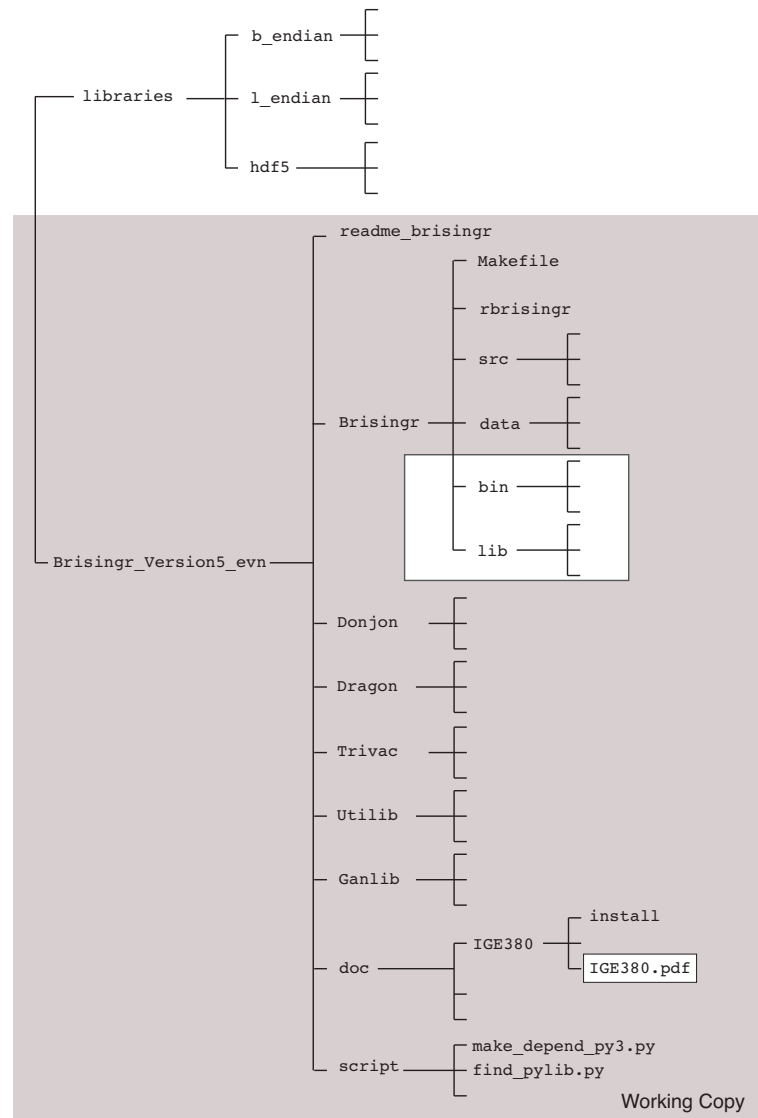 b_endian
libraries
l_endian
hdf5
readme_brisingr
Makefile
rbrisingr
src
Brisingr
data
bin
lib
Brisingr_Version5_evn
Donjon
Dragon
Trivac
Utilib
Ganlib
install
IGE380
doc
IGE380.pdf
make_depend_py3.py
script
find_pylib.py
Working Copy